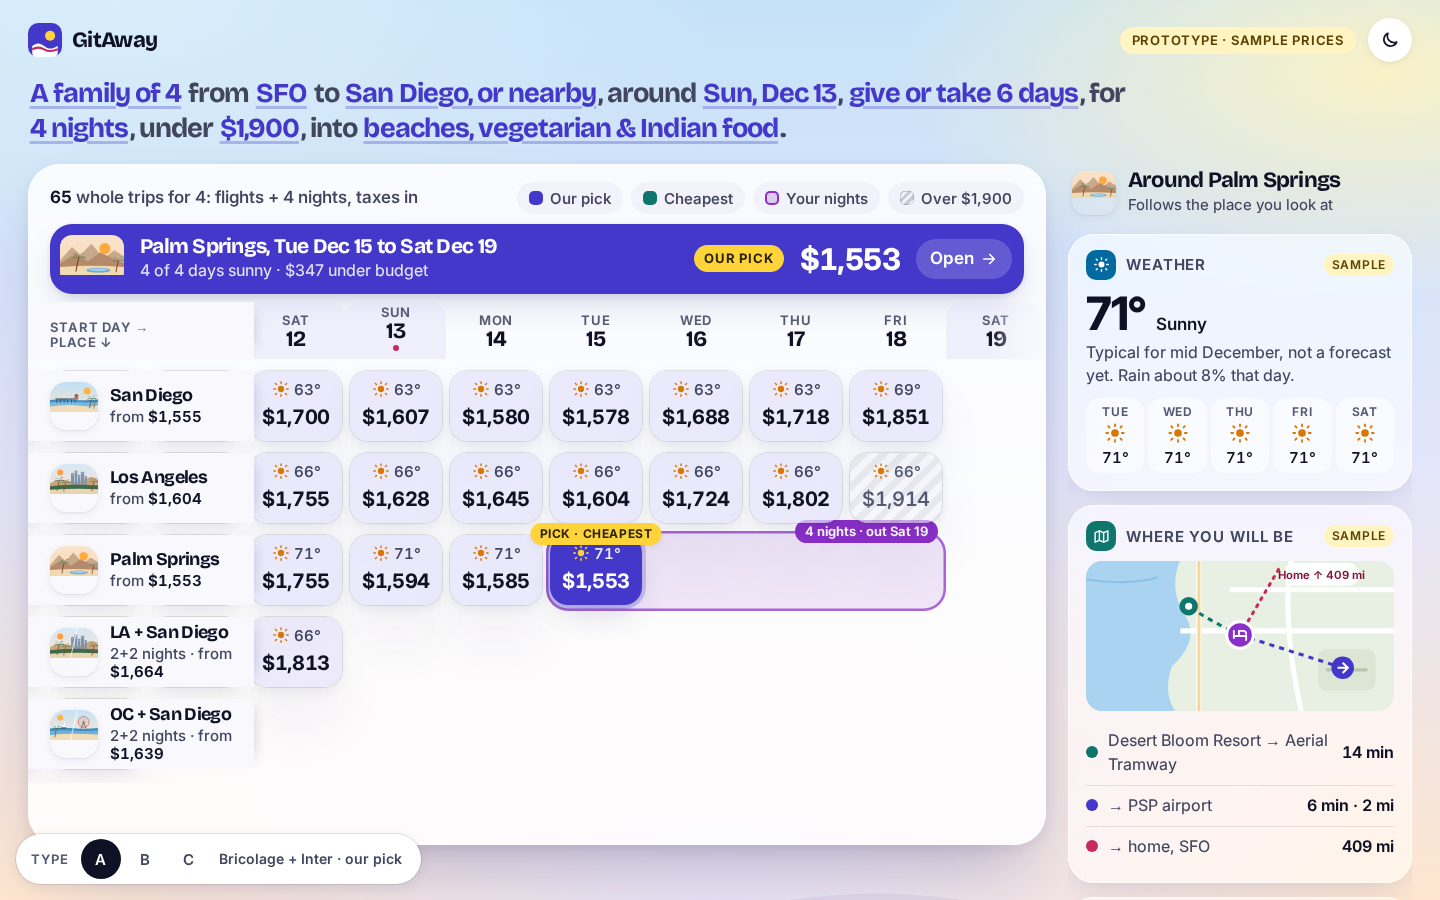 GitAway
PROTOTYPE · SAMPLE PRICES
A family of 4 from SFO to San Diego, or nearby, around Sun, Dec 13, give or take 6 days, for
4 nights, under $1,900, into beaches, vegetarian & Indian food.
65 whole trips for 4: flights + 4 nights, taxes in
Our pick
Cheapest
Your nights
Over $1,900
Palm Springs, Tue Dec 15 to Sat Dec 19
4 of 4 days sunny · $347 under budget
OUR PICK
$1,553
Open →
START DAY →
PLACE ↓
SAT
12
SUN
13
MON
14
TUE
15
WED
16
THU
17
FRI
18
SAT
19
San Diego
from $1,555
63°
$1,700
63°
$1,607
63°
$1,580
63°
$1,578
63°
$1,688
63°
$1,718
69°
$1,851
Los Angeles
from $1,604
66°
$1,755
66°
$1,628
66°
$1,645
66°
$1,604
66°
$1,724
66°
$1,802
66°
$1,914
Palm Springs
from $1,553
71°
$1,755
71°
$1,594
71°
$1,585
PICK · CHEAPEST
71°
$1,553
4 nights · out Sat 19
LA + San Diego
2+2 nights · from
$1,664
66°
$1,813
OC + San Diego
2+2 nights · from
$1,639
TYPE
A
B
C
Bricolage + Inter · our pick
Around Palm Springs
Follows the place you look at
WEATHER
SAMPLE
71°
Sunny
Typical for mid December, not a forecast
yet. Rain about 8% that day.
TUE
71°
WED
71°
THU
71°
FRI
71°
SAT
71°
WHERE YOU WILL BE
SAMPLE
Home ↑ 409 mi
Desert Bloom Resort → Aerial
Tramway
14 min
→ PSP airport
6 min · 2 mi
→ home, SFO
409 mi